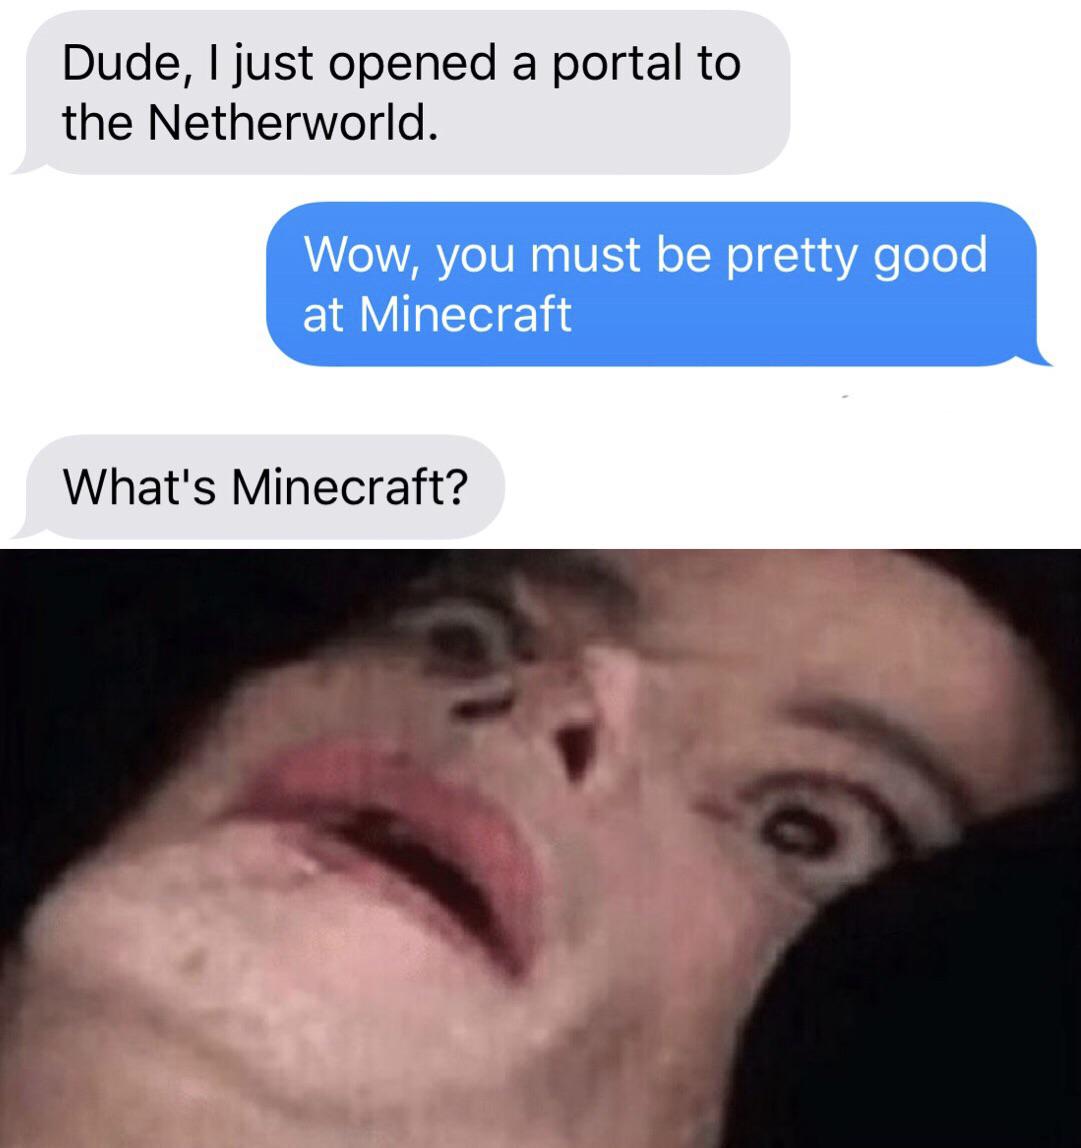 Dude, I just opened a portal to
the Netherworld.
Wow, you must be pretty good
at Minecraft
What's Minecraft?